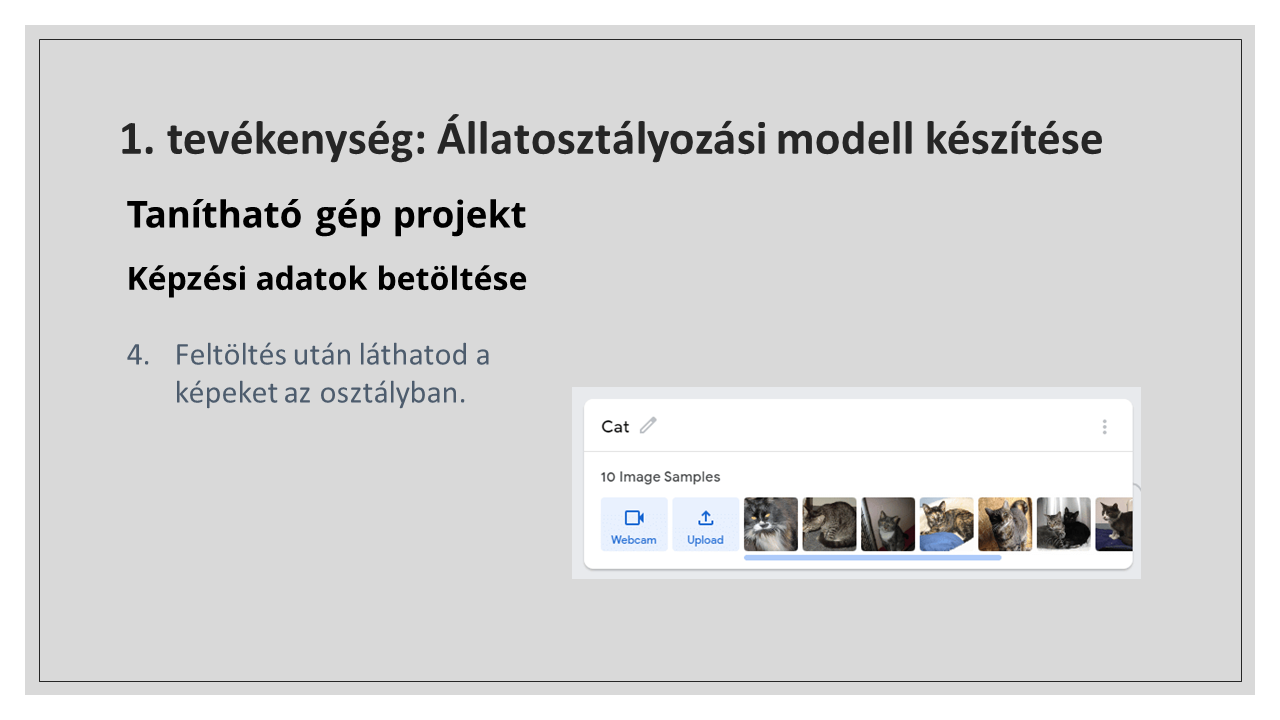 1. tevékenység: Állatosztályozási modell készítése
Tanítható gép projekt
Képzési adatok betöltése
4. Feltöltés után láthatod a
képeket az osztályban.
Cat
10 Image Samples
Webcam
Upload